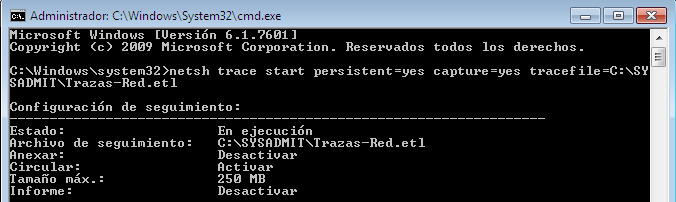 Administrador: C:\Windows\System32\cmd.exe
Microsoft Windows [Versión 6.1.7601]
Copyright (c) 2009 Microsoft Corporation. Reservados todos los derechos.
C:\Windows\system32>netsh trace start persistent=yes capture=yes tracefile=C:\SY
SADMIT\Trazas-Red.etl
Configuración de seguimiento:
-------------------------------------------------------------------
Estado: En ejecución
Archivo de seguimiento: C:\SYSADMIT\Trazas-Red.etl
Anexar: Desactivar
Circular: Activar
Tamaño máx.: 250 MB
Informe: Desactivar